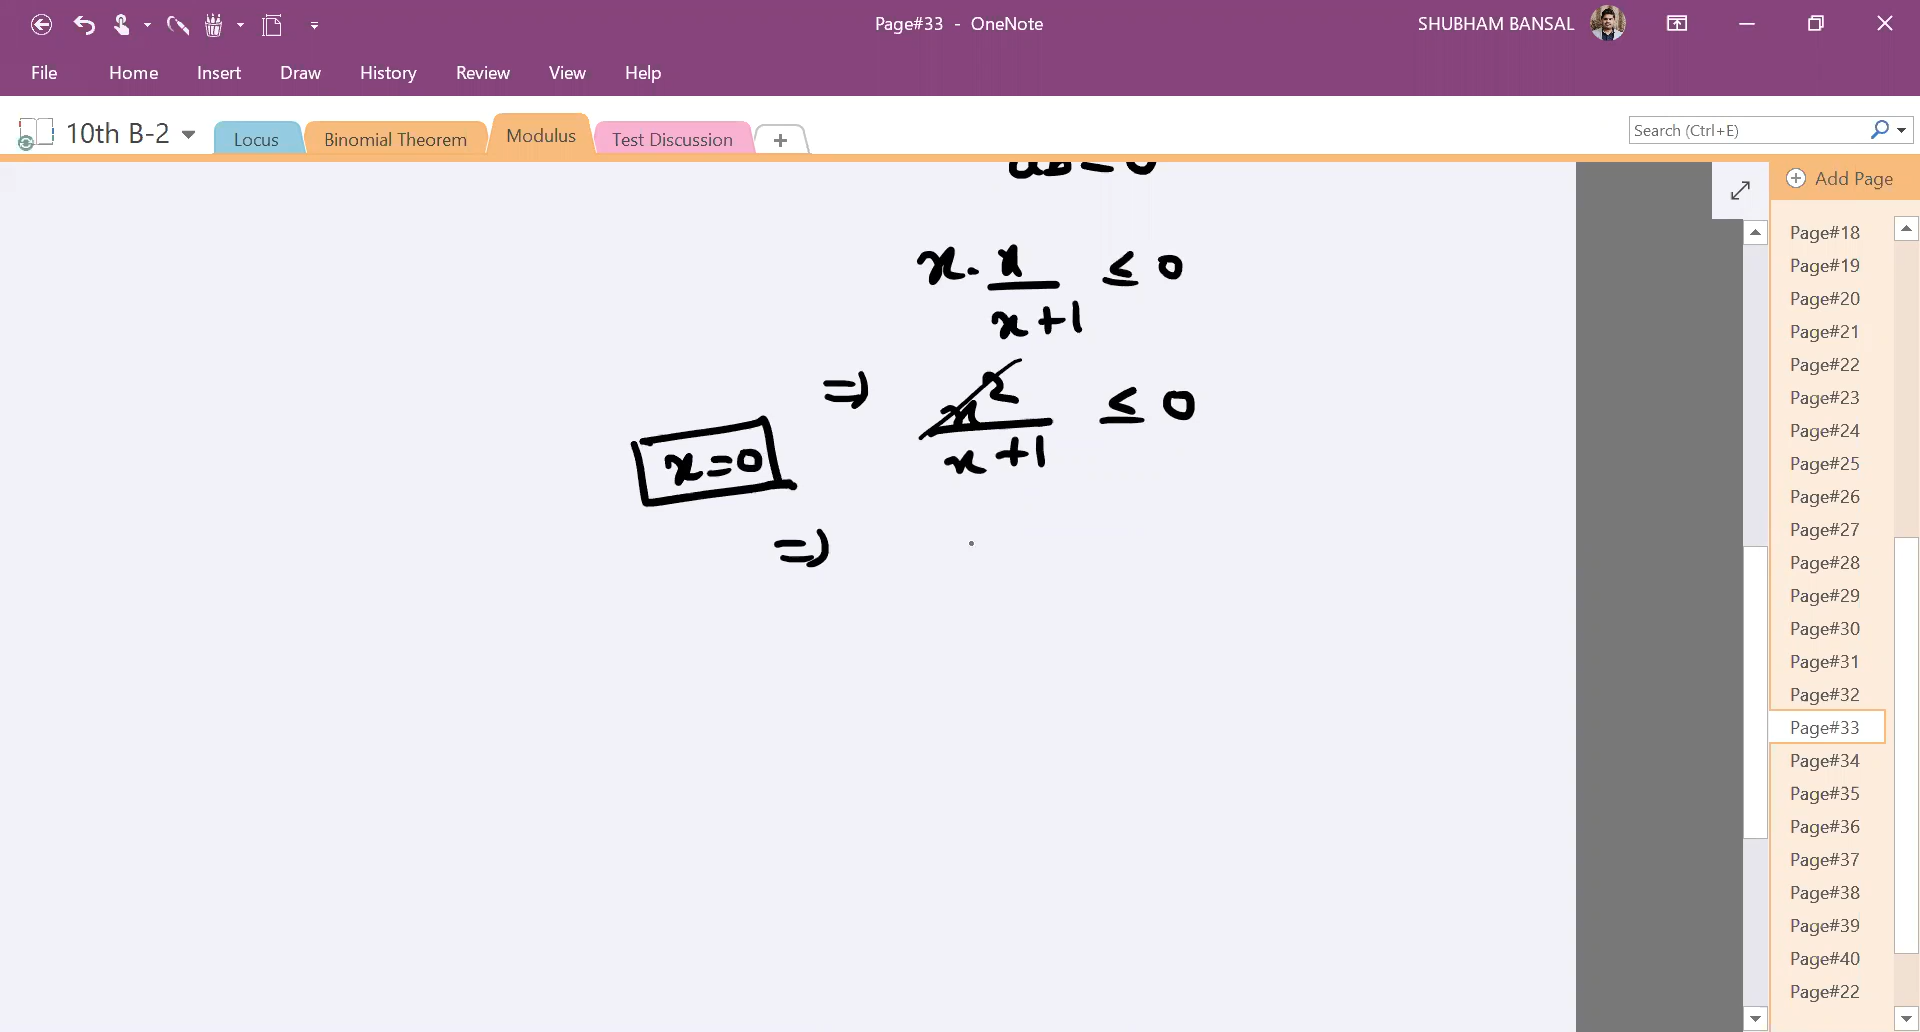 Page#33 - OneNote
SHUBHAM BANSAL
File Home Insert Draw History Review View Help
10th B-2
Locus
Binomial Theorem
Modulus
Test Discussion
Search (Ctrl+E)
Add Page
ab = 0
x · x/(x+1) ≤ 0
⇒ x²/(x+1) ≤ 0
x = 0
⇒
Page#18
Page#19
Page#20
Page#21
Page#22
Page#23
Page#24
Page#25
Page#26
Page#27
Page#28
Page#29
Page#30
Page#31
Page#32
Page#33
Page#34
Page#35
Page#36
Page#37
Page#38
Page#39
Page#40
Page#22